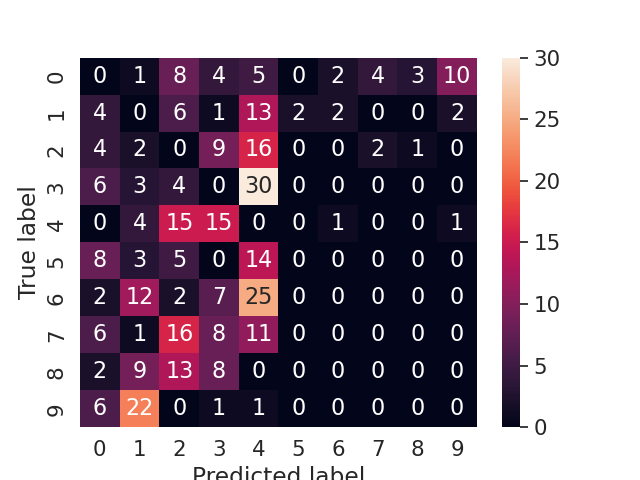 0 0 1 8 4 5 0 2 4 3 10
1 4 0 6 1 13 2 2 0 0 2
2 4 2 0 9 16 0 0 2 1 0
3 6 3 4 0 30 0 0 0 0 0
4 0 4 15 15 0 0 1 0 0 1
5 8 3 5 0 14 0 0 0 0 0
6 2 12 2 7 25 0 0 0 0 0
7 6 1 16 8 11 0 0 0 0 0
8 2 9 13 8 0 0 0 0 0 0
9 6 22 0 1 1 0 0 0 0 0
0 1 2 3 4 5 6 7 8 9
True label
Predicted label
30
25
20
15
10
5
0